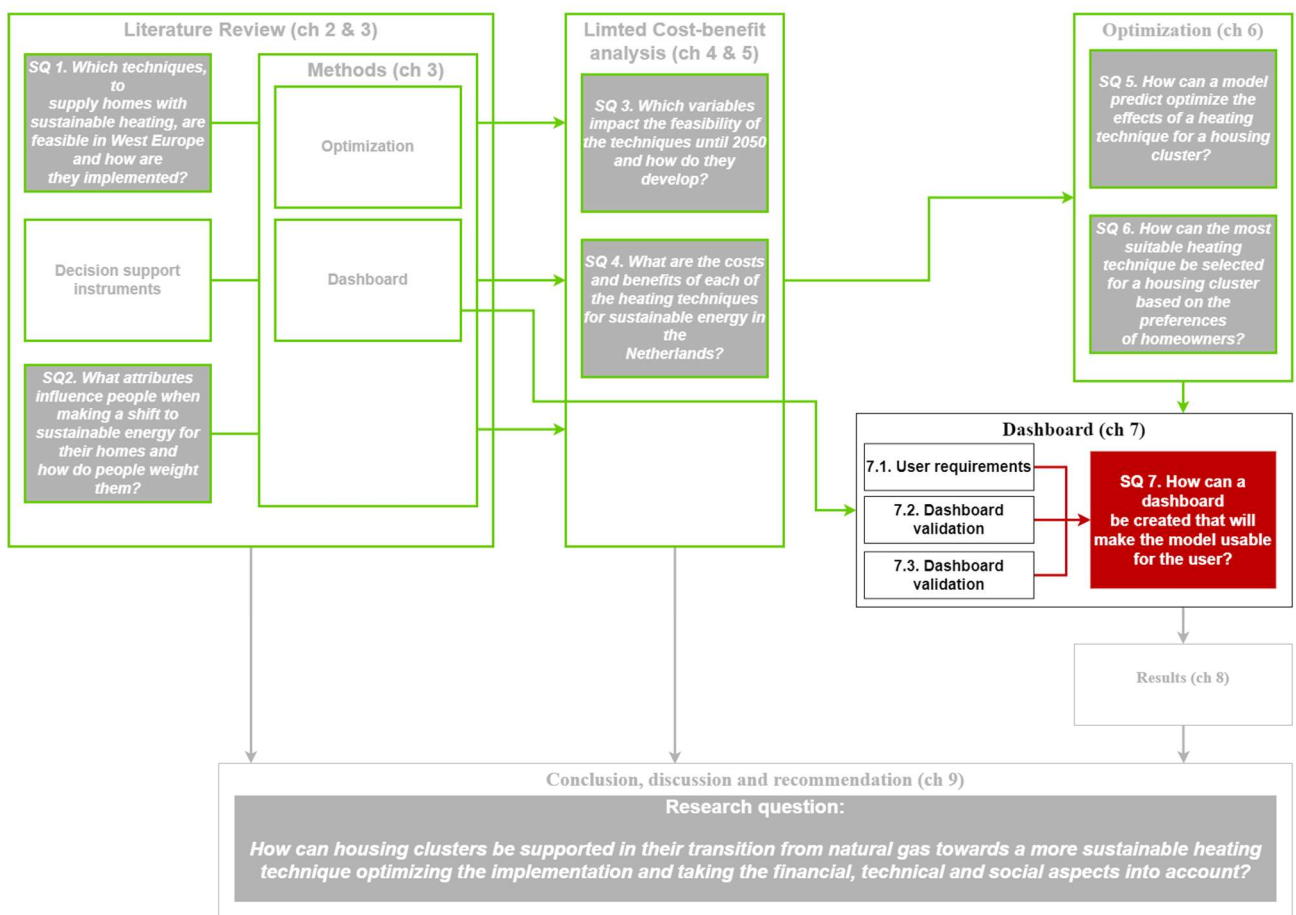 Literature Review (ch 2 & 3)
SQ 1. Which techniques,
to
supply homes with
sustainable heating, are
feasible in West Europe
and how are
they implemented?
Decision support
instruments
SQ2. What attributes
influence people when
making a shift to
sustainable energy for
their homes and
how do people weight
them?
Methods (ch 3)
Optimization
Dashboard
Limted Cost-benefit
analysis (ch 4 & 5)
SQ 3. Which variables
impact the feasibility of
the techniques until 2050
and how do they
develop?
SQ 4. What are the costs
and benefits of each of
the heating techniques
for sustainable energy in
the
Netherlands?
Optimization (ch 6)
SQ 5. How can a model
predict optimize the
effects of a heating
technique for a housing
cluster?
SQ 6. How can the most
suitable heating
technique be selected
for a housing cluster
based on the
preferences
of homeowners?
Dashboard (ch 7)
7.1. User requirements
7.2. Dashboard
validation
7.3. Dashboard
validation
SQ 7. How can a
dashboard
be created that will
make the model usable
for the user?
Results (ch 8)
Conclusion, discussion and recommendation (ch 9)
Research question:
How can housing clusters be supported in their transition from natural gas towards a more sustainable heating
technique optimizing the implementation and taking the financial, technical and social aspects into account?